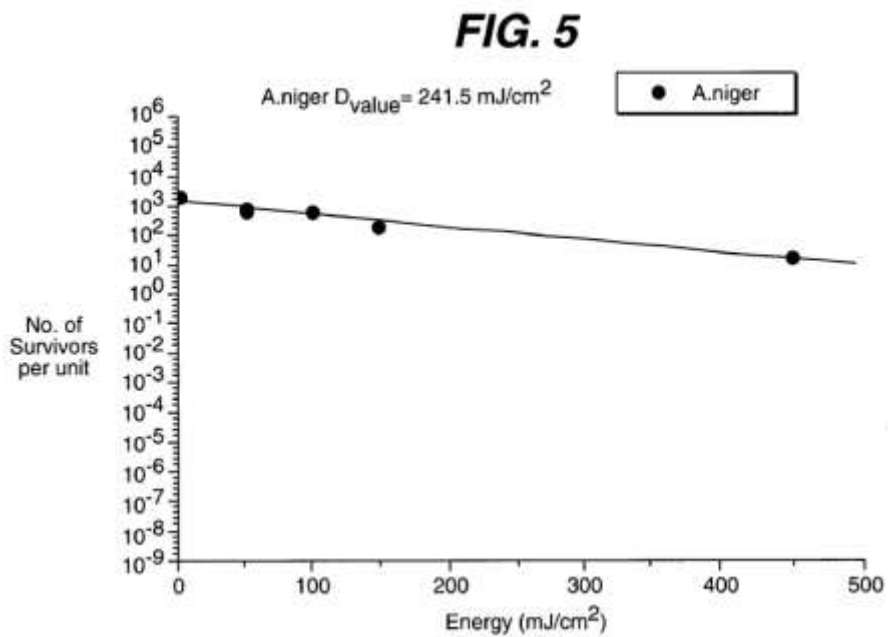 FIG. 5
A.niger D_value= 241.5 mJ/cm²
A.niger
10⁶
10⁵
10⁴
10³
10²
10¹
10⁰
10⁻¹
10⁻²
10⁻³
10⁻⁴
10⁻⁵
10⁻⁶
10⁻⁷
10⁻⁸
10⁻⁹
No. of
Survivors
per unit
0 100 200 300 400 500
Energy (mJ/cm²)